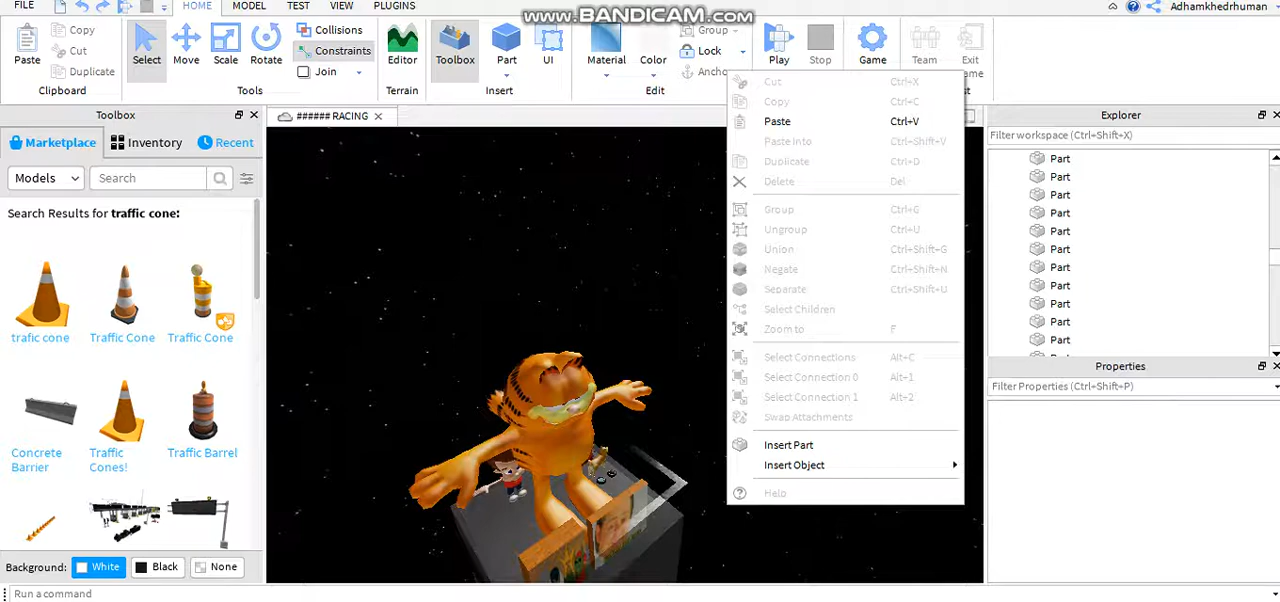 FILE HOME MODEL TEST VIEW PLUGINS
www.BANDICAM.com
Adhamkhedrhuman
Paste
Copy
Cut
Duplicate
Clipboard
Select
Move
Scale
Rotate
Collisions
Constraints
Join
Tools
Editor
Terrain
Toolbox
Part
UI
Insert
Material
Color
Group
Lock
Edit
Play
Stop
Game
Team
Exit
Toolbox
Marketplace Inventory Recent
Models Search
Search Results for traffic cone:
trafic cone
Traffic Cone
Traffic Cone
Concrete Barrier
Traffic Cones!
Traffic Barrel
Background: White Black None
Run a command
###### RACING
Cut Ctrl+X
Copy Ctrl+C
Paste Ctrl+V
Paste Into Ctrl+Shift+V
Duplicate Ctrl+D
Delete Del
Group Ctrl+G
Ungroup Ctrl+U
Union Ctrl+Shift+G
Negate Ctrl+Shift+N
Separate Ctrl+Shift+U
Select Children
Zoom to F
Select Connections Alt+C
Select Connection 0 Alt+1
Select Connection 1 Alt+2
Swap Attachments
Insert Part
Insert Object
Help
Explorer
Filter workspace (Ctrl+Shift+X)
Part
Part
Part
Part
Part
Part
Part
Part
Part
Part
Part
Properties
Filter Properties (Ctrl+Shift+P)